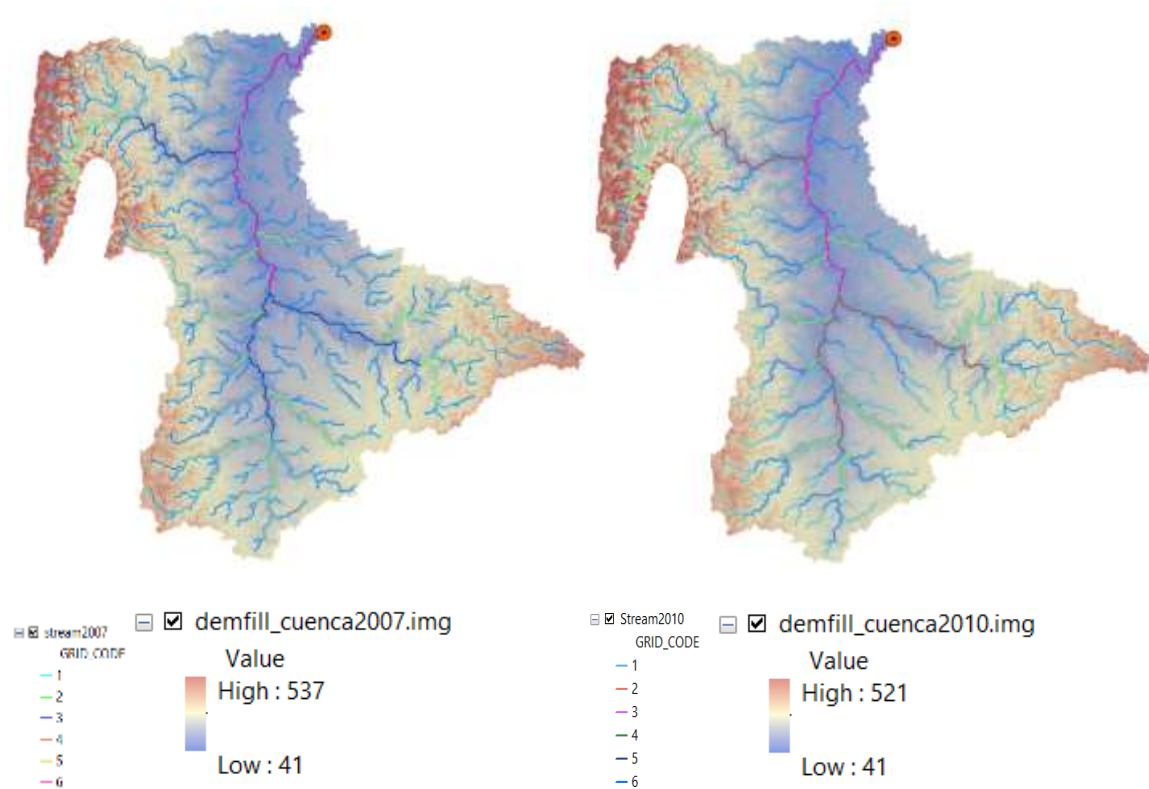 stream2007
GRID_CODE
1
2
3
4
5
6
demfill_cuenca2007.img
Value
High : 537
Low : 41
Stream2010
GRID_CODE
1
2
3
4
5
6
demfill_cuenca2010.img
Value
High : 521
Low : 41